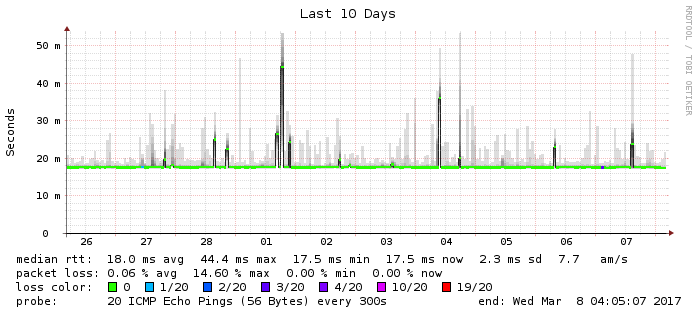 Last 10 Days
RRDTOOL / TOBI OETIKER
Seconds
50 m
40 m
30 m
20 m
10 m
0
26 27 28 01 02 03 04 05 06 07
median rtt: 18.0 ms avg 44.4 ms max 17.5 ms min 17.5 ms now 2.3 ms sd 7.7 am/s
packet loss: 0.06 % avg 14.60 % max 0.00 % min 0.00 % now
loss color: 0 1/20 2/20 3/20 4/20 10/20 19/20
probe: 20 ICMP Echo Pings (56 Bytes) every 300s end: Wed Mar 8 04:05:07 2017